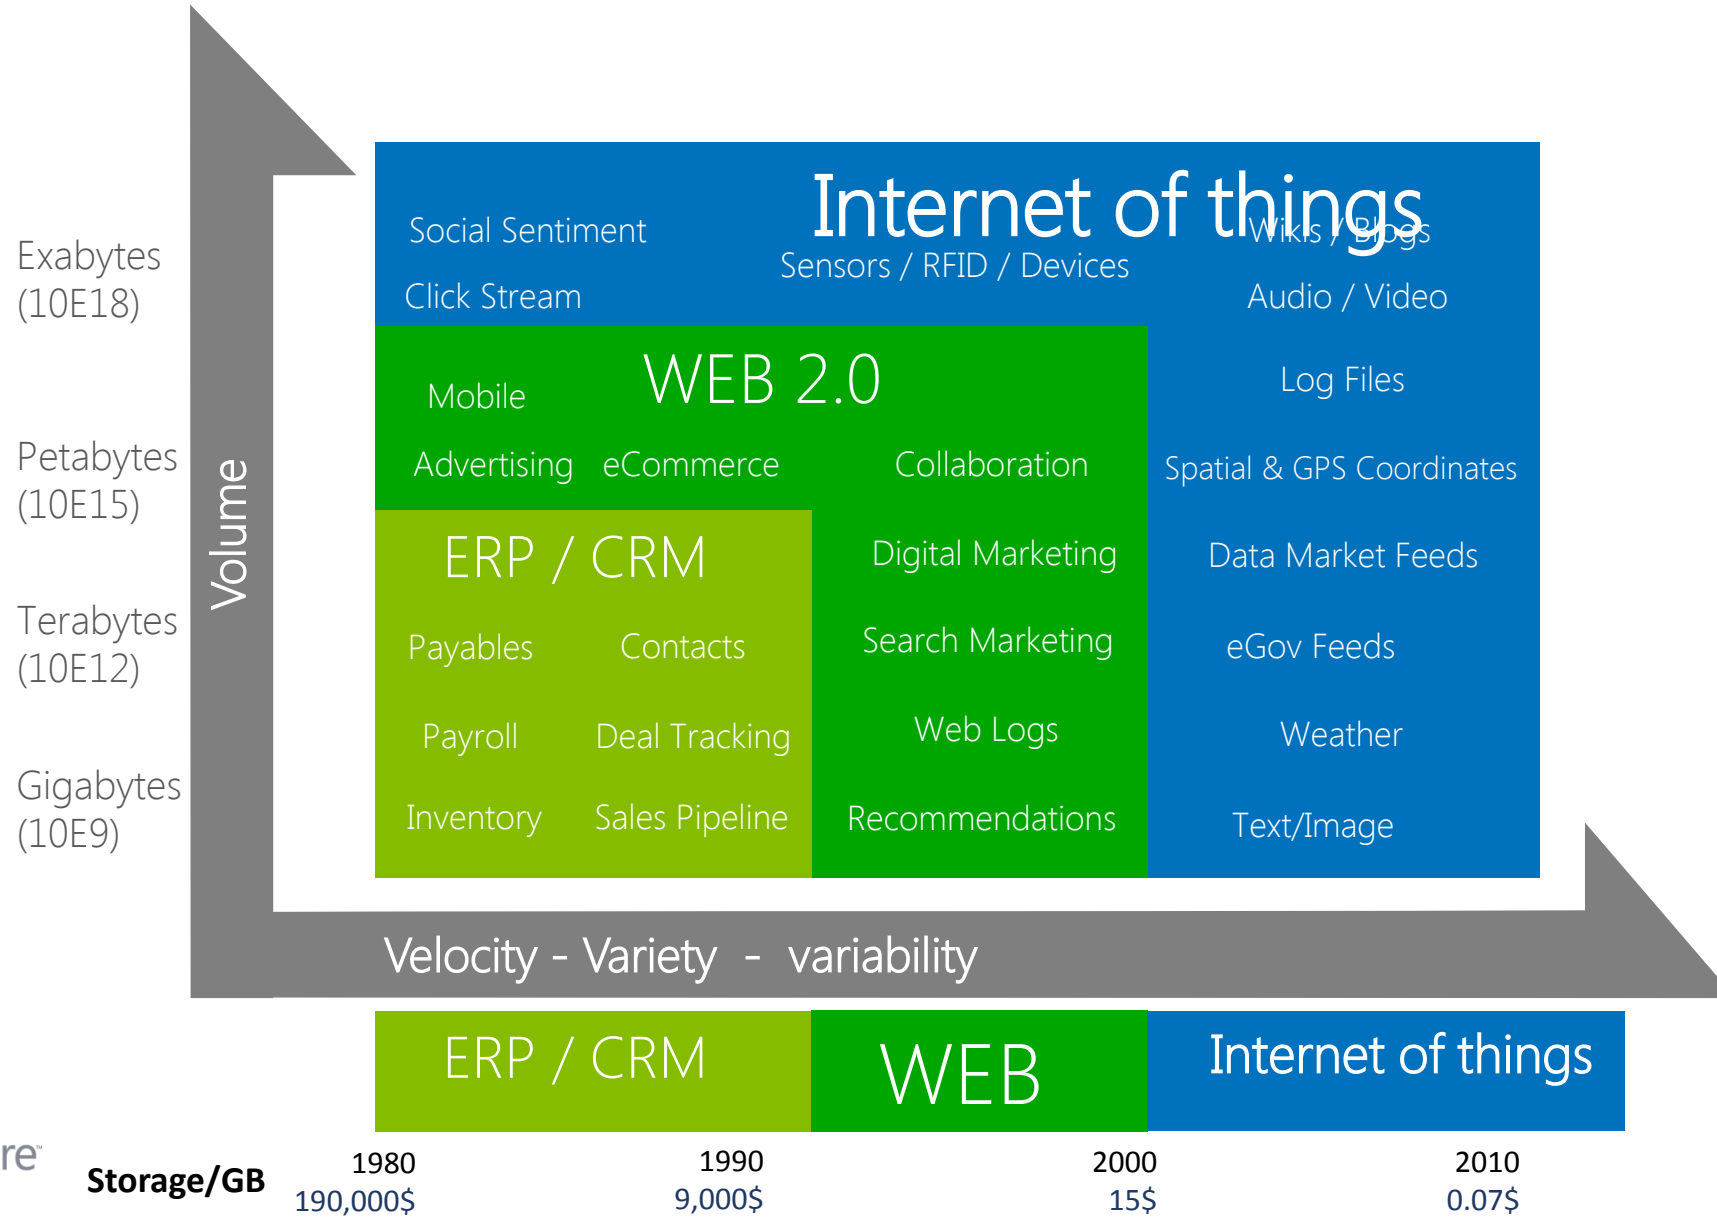 Internet of things
Social Sentiment
Wikis / Blogs
Sensors / RFID / Devices
Click Stream
Audio / Video
Exabytes
(10E18)
WEB 2.0
Mobile
Log Files
Advertising eCommerce Collaboration
Spatial & GPS Coordinates
Petabytes
(10E15)
Volume
ERP / CRM
Digital Marketing
Data Market Feeds
Terabytes
(10E12)
Payables Contacts
Search Marketing
eGov Feeds
Payroll Deal Tracking
Web Logs
Weather
Gigabytes
(10E9)
Inventory Sales Pipeline
Recommendations
Text/Image
Velocity - Variety - variability
ERP / CRM
WEB
Internet of things
re™
Storage/GB
1980 1990 2000 2010
190,000$ 9,000$ 15$ 0.07$